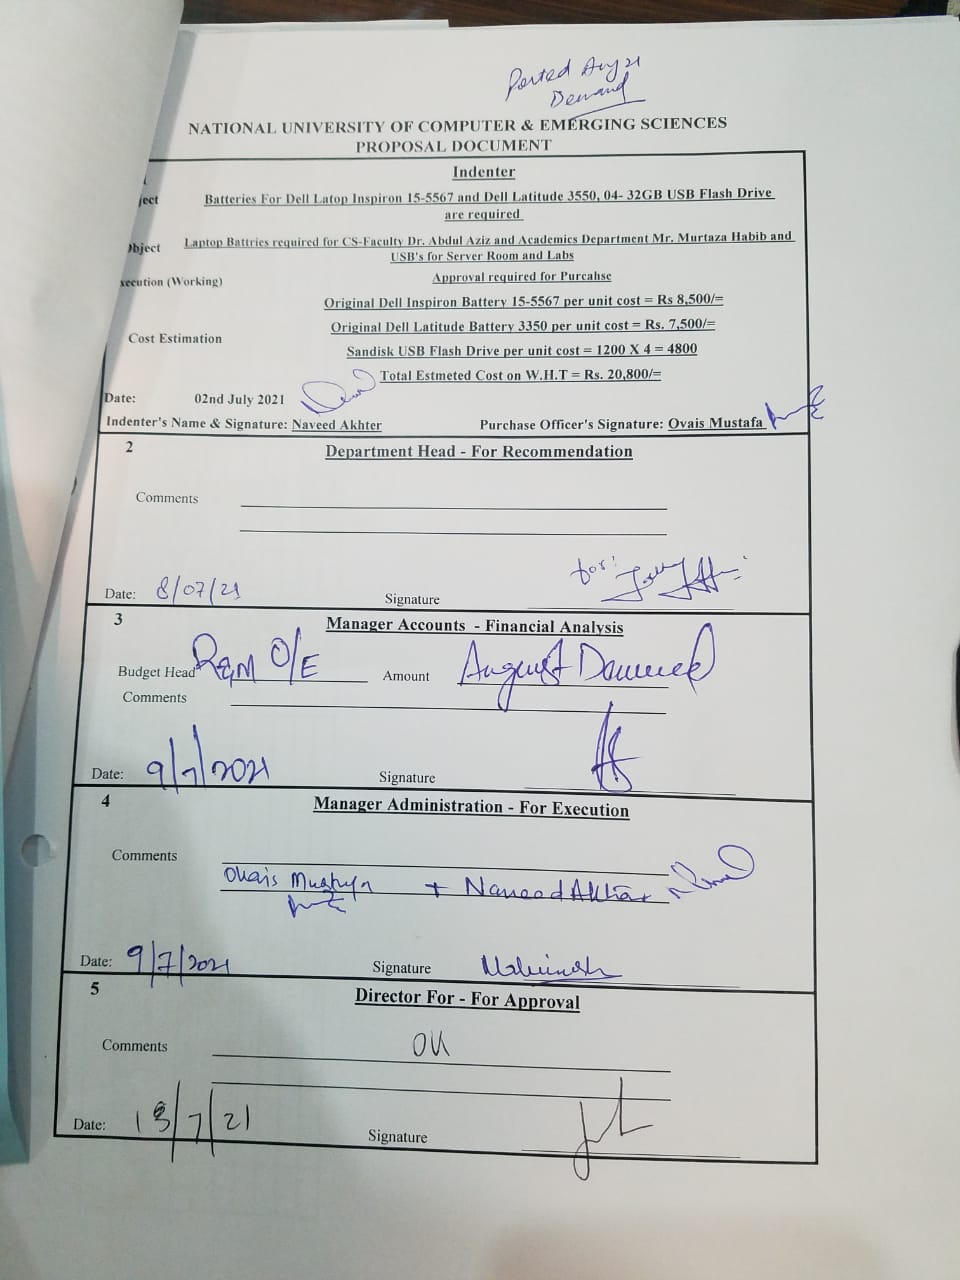 Posted Aug 21
Demand
NATIONAL UNIVERSITY OF COMPUTER & EMERGING SCIENCES
PROPOSAL DOCUMENT
Indenter
ject Batteries For Dell Latop Inspiron 15-5567 and Dell Latitude 3550, 04- 32GB USB Flash Drive
are required
Object Laptop Battries required for CS-Faculty Dr. Abdul Aziz and Academics Department Mr. Murtaza Habib and
USB's for Server Room and Labs
xecution (Working) Approval required for Purcahse
Original Dell Inspiron Battery 15-5567 per unit cost = Rs 8,500/=
Original Dell Latitude Battery 3350 per unit cost = Rs. 7,500/=
Cost Estimation
Sandisk USB Flash Drive per unit cost = 1200 X 4 = 4800
Total Estmeted Cost on W.H.T = Rs. 20,800/=
Date: 02nd July 2021
Indenter's Name & Signature: Naveed Akhter Purchase Officer's Signature: Ovais Mustafa
2 Department Head - For Recommendation
Comments
for:
Date: 8/07/21 Signature
3 Manager Accounts - Financial Analysis
Budget Head R&M O/E Amount August Demand
Comments
Date: 9/7/2021 Signature
4 Manager Administration - For Execution
Comments
Ovais Mustafa + Naveed Akhtar
Date: 9/7/2021 Signature
5 Director For - For Approval
Comments OK
Date: 13/7/21 Signature